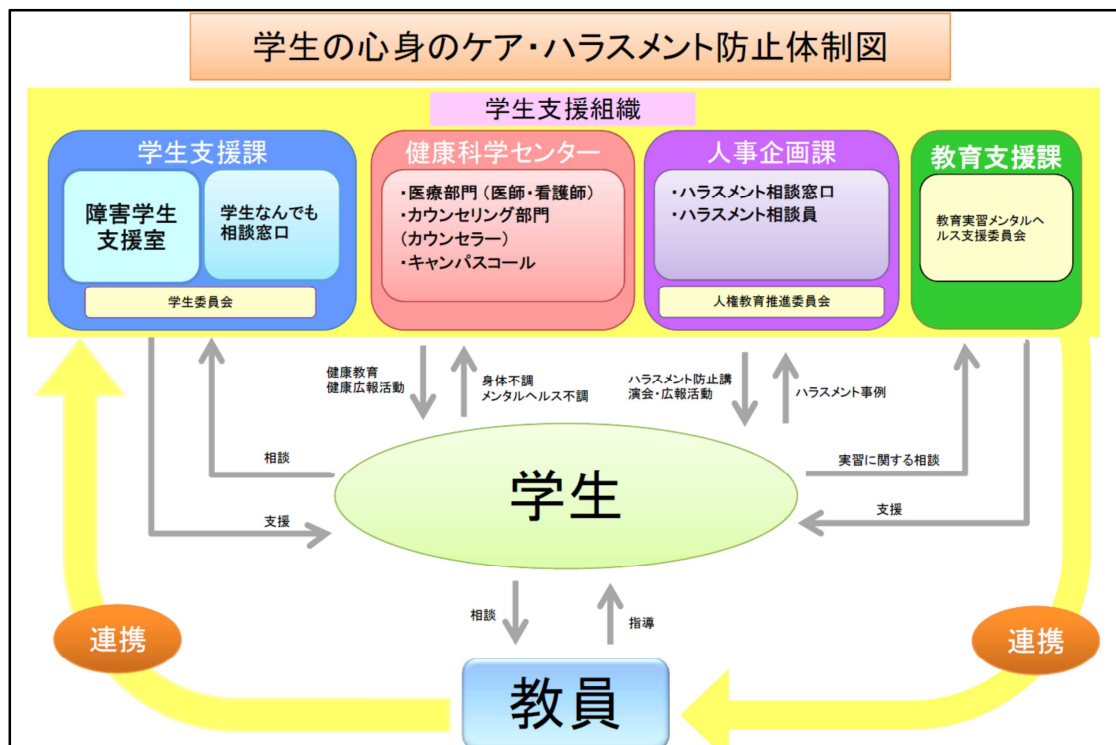 学生の心身のケア・ハラスメント防止体制図
学生支援組織
学生支援課
障害学生
支援室
学生なんでも
相談窓口
学生委員会
健康科学センター
・医療部門（医師・看護師）
・カウンセリング部門
（カウンセラー）
・キャンパスコール
人事企画課
・ハラスメント相談窓口
・ハラスメント相談員
人権教育推進委員会
教育支援課
教育実習メンタルヘ
ルス支援委員会
健康教育
健康広報活動
身体不調
メンタルヘルス不調
ハラスメント防止講
演会・広報活動
ハラスメント事例
相談
支援
学生
実習に関する相談
支援
相談
指導
連携
連携
教員